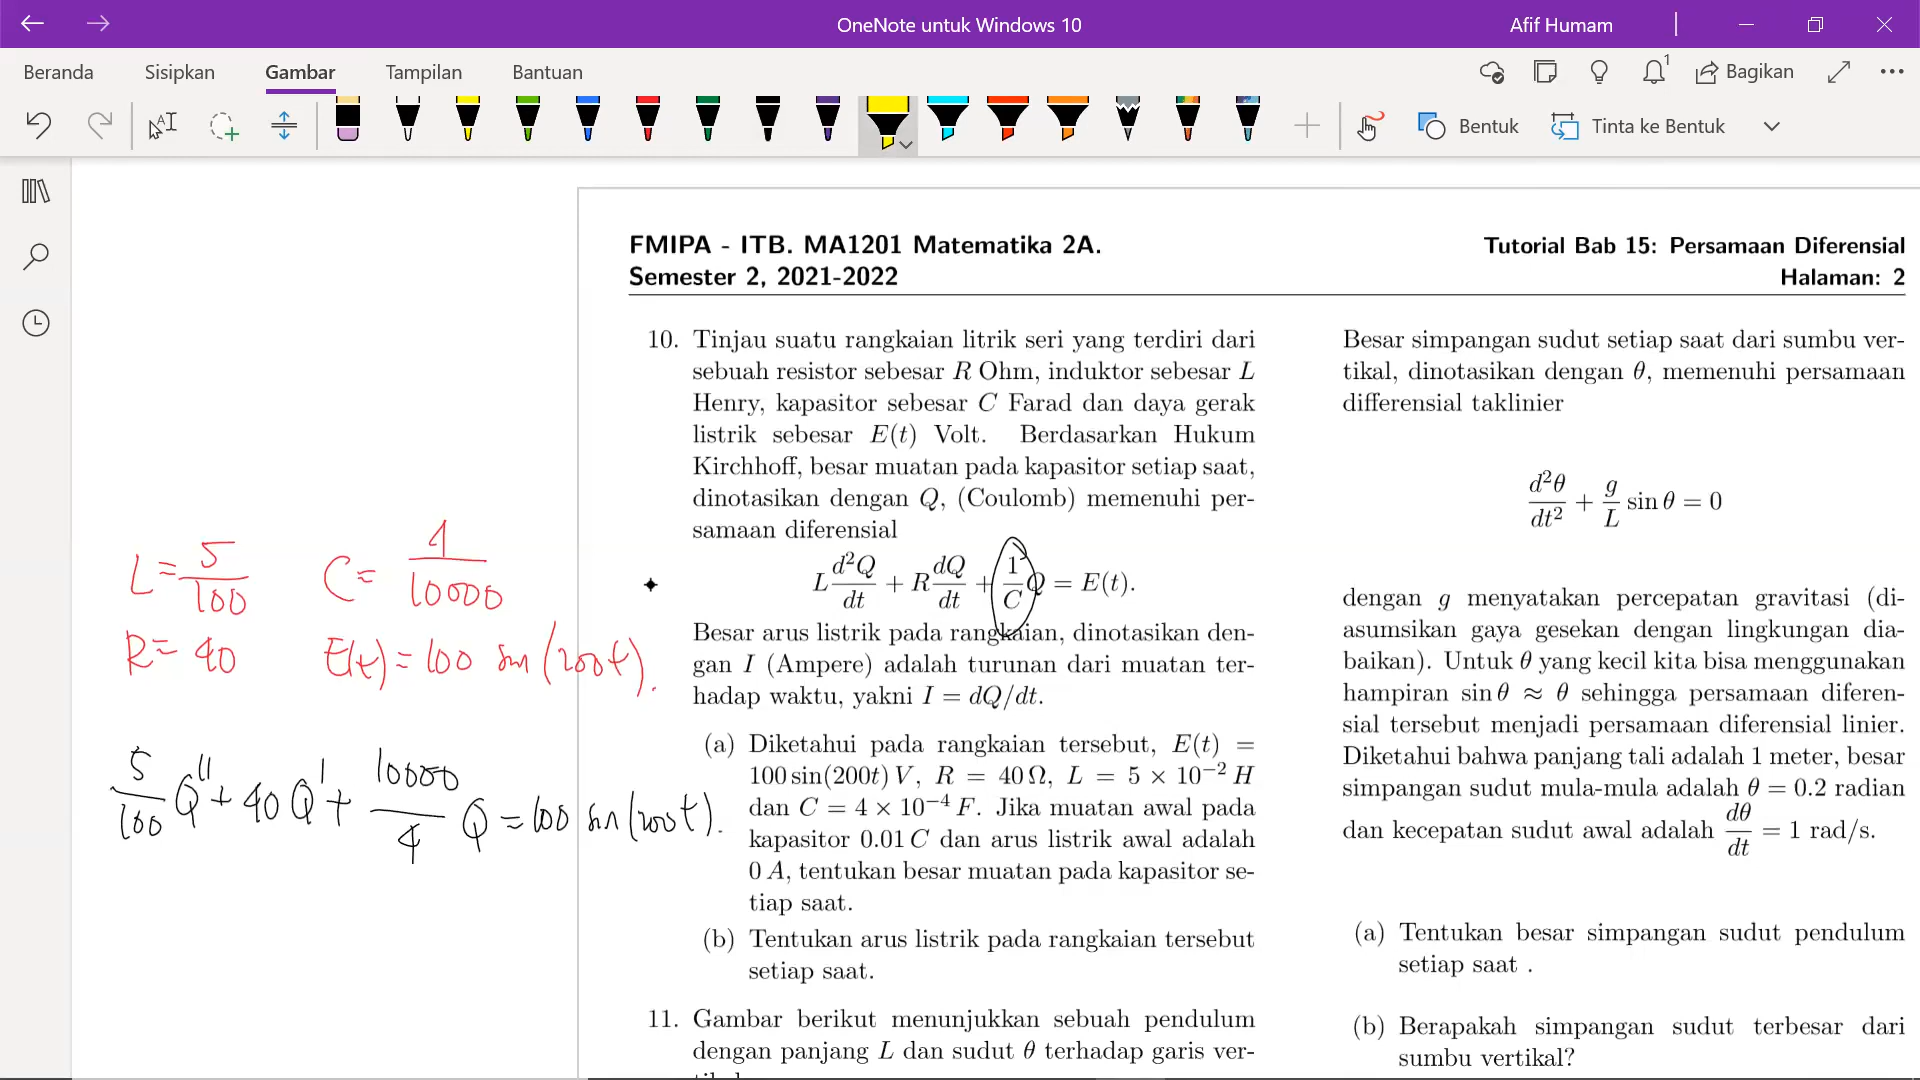 OneNote untuk Windows 10
Afif Humam
Beranda Sisipkan Gambar Tampilan Bantuan
1
Bagikan
Bentuk
Tinta ke Bentuk
FMIPA - ITB. MA1201 Matematika 2A.
Semester 2, 2021-2022
Tutorial Bab 15: Persamaan Diferensial
Halaman: 2
L = 5/100 C = 4/10000
R = 40 E(t) = 100 sin(200t).
5/100 Q'' + 40 Q' + 10000/4 Q = 100 sin(200t).
10. Tinjau suatu rangkaian litrik seri yang terdiri dari
sebuah resistor sebesar R Ohm, induktor sebesar L
Henry, kapasitor sebesar C Farad dan daya gerak
listrik sebesar E(t) Volt. Berdasarkan Hukum
Kirchhoff, besar muatan pada kapasitor setiap saat,
dinotasikan dengan Q, (Coulomb) memenuhi per-
samaan diferensial
L d²Q/dt + R dQ/dt + 1/C Q = E(t).
Besar arus listrik pada rangkaian, dinotasikan den-
gan I (Ampere) adalah turunan dari muatan ter-
hadap waktu, yakni I = dQ/dt.
(a) Diketahui pada rangkaian tersebut, E(t) =
100 sin(200t) V, R = 40 Ω, L = 5 × 10⁻² H
dan C = 4 × 10⁻⁴ F. Jika muatan awal pada
kapasitor 0.01 C dan arus listrik awal adalah
0 A, tentukan besar muatan pada kapasitor se-
tiap saat.
(b) Tentukan arus listrik pada rangkaian tersebut
setiap saat.
11. Gambar berikut menunjukkan sebuah pendulum
dengan panjang L dan sudut θ terhadap garis ver-
Besar simpangan sudut setiap saat dari sumbu ver-
tikal, dinotasikan dengan θ, memenuhi persamaan
differensial taklinier
d²θ/dt² + g/L sin θ = 0
dengan g menyatakan percepatan gravitasi (di-
asumsikan gaya gesekan dengan lingkungan dia-
baikan). Untuk θ yang kecil kita bisa menggunakan
hampiran sin θ ≈ θ sehingga persamaan diferen-
sial tersebut menjadi persamaan diferensial linier.
Diketahui bahwa panjang tali adalah 1 meter, besar
simpangan sudut mula-mula adalah θ = 0.2 radian
dan kecepatan sudut awal adalah dθ/dt = 1 rad/s.
(a) Tentukan besar simpangan sudut pendulum
setiap saat .
(b) Berapakah simpangan sudut terbesar dari
sumbu vertikal?